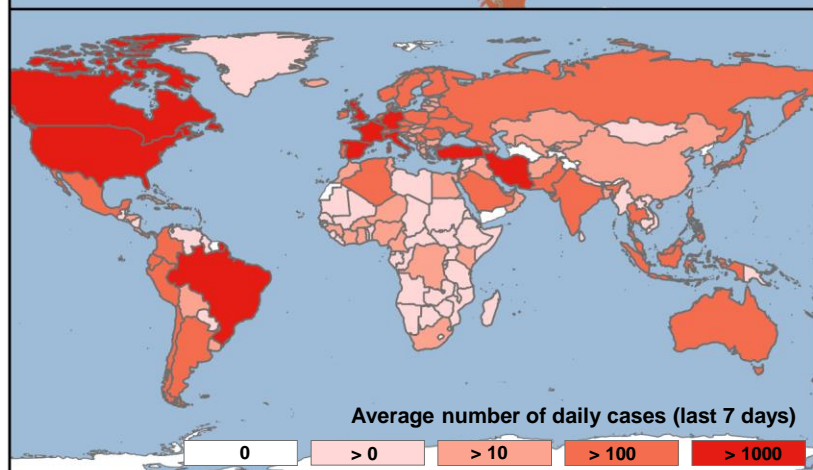 Average number of daily cases (last 7 days)
0 > 0 > 10 > 100 > 1000